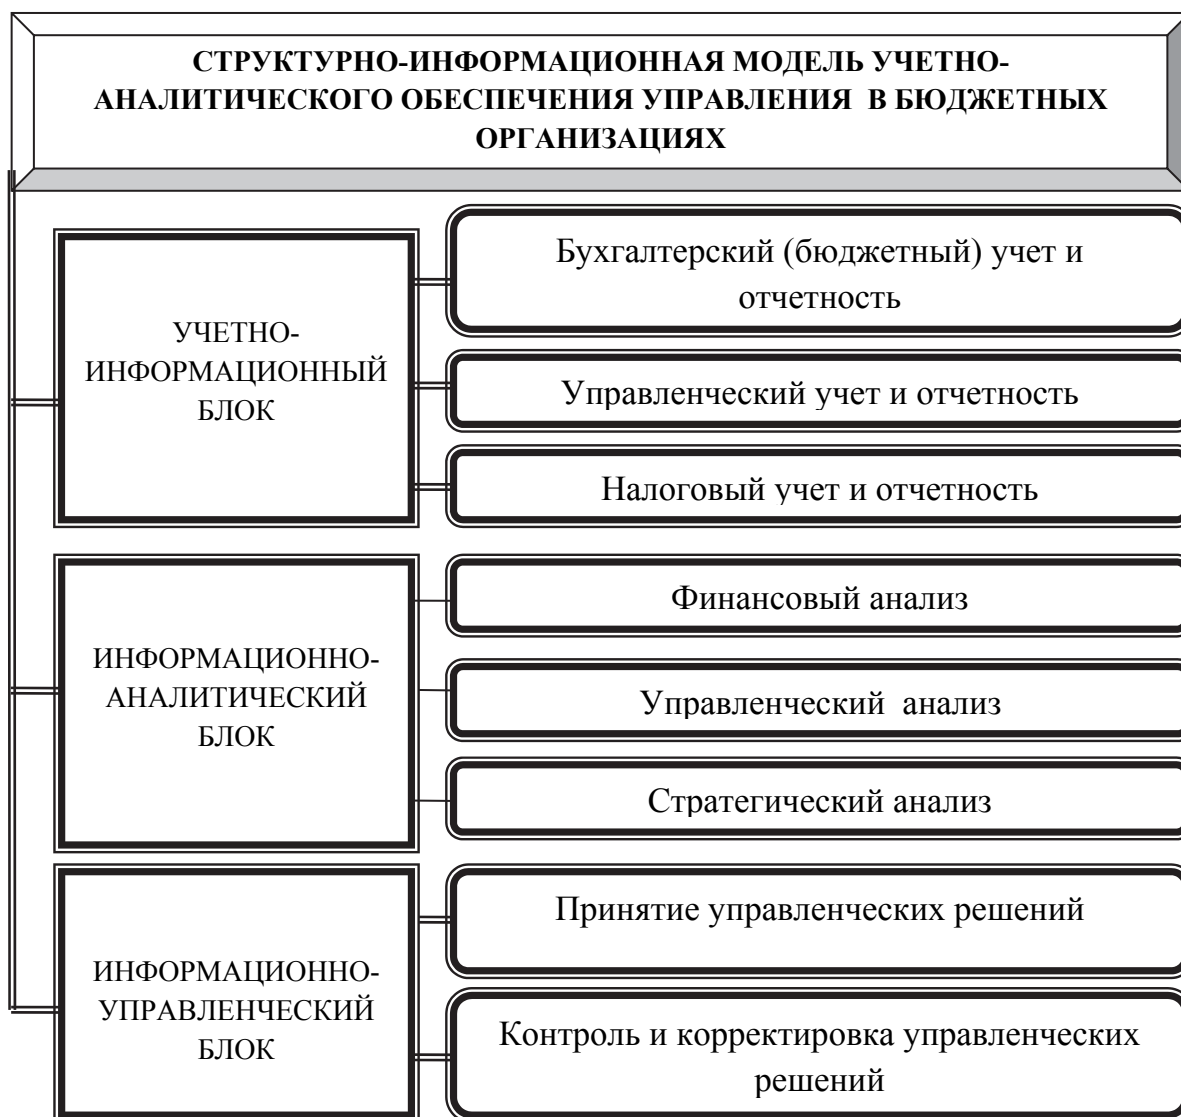 СТРУКТУРНО-ИНФОРМАЦИОННАЯ МОДЕЛЬ УЧЕТНО-
АНАЛИТИЧЕСКОГО ОБЕСПЕЧЕНИЯ УПРАВЛЕНИЯ В БЮДЖЕТНЫХ
ОРГАНИЗАЦИЯХ
УЧЕТНО-
ИНФОРМАЦИОННЫЙ
БЛОК
Бухгалтерский (бюджетный) учет и
отчетность
Управленческий учет и отчетность
Налоговый учет и отчетность
ИНФОРМАЦИОННО-
АНАЛИТИЧЕСКИЙ
БЛОК
Финансовый анализ
Управленческий анализ
Стратегический анализ
ИНФОРМАЦИОННО-
УПРАВЛЕНЧЕСКИЙ
БЛОК
Принятие управленческих решений
Контроль и корректировка управленческих
решений